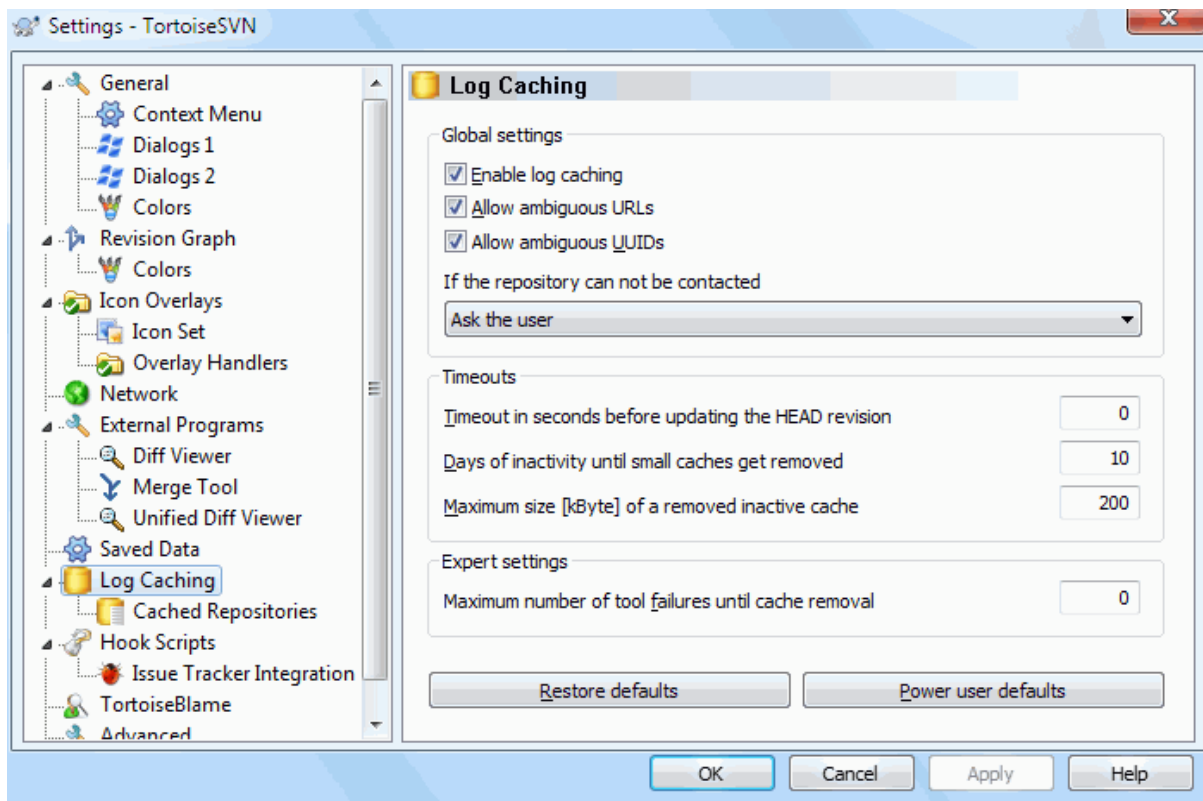 Settings - TortoiseSVN
General
Context Menu
Dialogs 1
Dialogs 2
Colors
Revision Graph
Colors
Icon Overlays
Icon Set
Overlay Handlers
Network
External Programs
Diff Viewer
Merge Tool
Unified Diff Viewer
Saved Data
Log Caching
Cached Repositories
Hook Scripts
Issue Tracker Integration
TortoiseBlame
Advanced
Log Caching
Global settings
Enable log caching
Allow ambiguous URLs
Allow ambiguous UUIDs
If the repository can not be contacted
Ask the user
Timeouts
Timeout in seconds before updating the HEAD revision 0
Days of inactivity until small caches get removed 10
Maximum size [kByte] of a removed inactive cache 200
Expert settings
Maximum number of tool failures until cache removal 0
Restore defaults Power user defaults
OK Cancel Apply Help